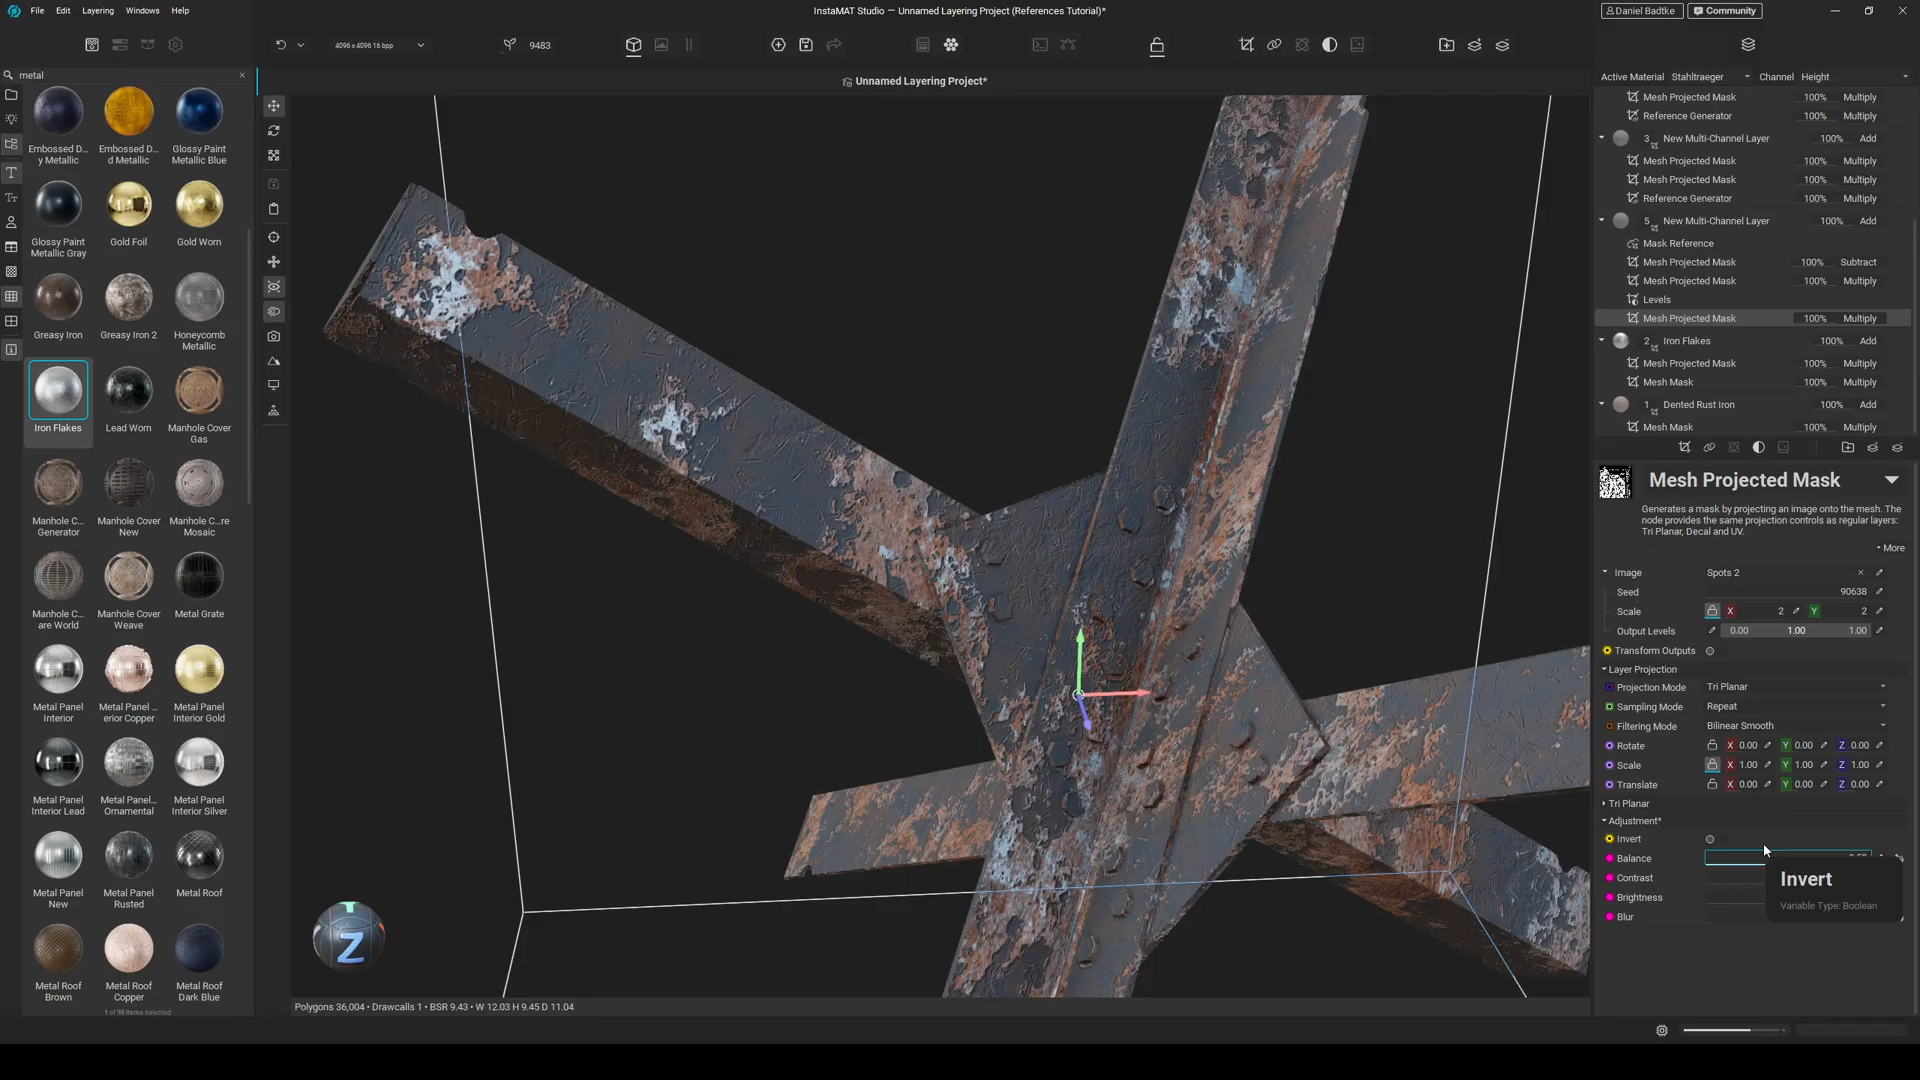 File Edit Layering Windows Help
InstaMAT Studio — Unnamed Layering Project (References Tutorial)*
Daniel Badtke Community
4096 x 4096 16 bpp
9483
metal
Unnamed Layering Project*
Active Material Stahltraeger Channel Height
Embossed D...y Metallic
Embossed D...d Metallic
Glossy Paint Metallic Blue
Glossy Paint Metallic Gray
Gold Foil
Gold Worn
Greasy Iron
Greasy Iron 2
Honeycomb Metallic
Iron Flakes
Lead Worn
Manhole Cover Gas
Manhole C... Generator
Manhole Cover New
Manhole C...re Mosaic
Manhole C...are World
Manhole Cover Weave
Metal Grate
Metal Panel Interior
Metal Panel ...erior Copper
Metal Panel Interior Gold
Metal Panel Interior Lead
Metal Panel... Ornamental
Metal Panel Interior Silver
Metal Panel New
Metal Panel Rusted
Metal Roof
Metal Roof Brown
Metal Roof Copper
Metal Roof Dark Blue
1 of 98 items selected
Z
Polygons 36,004 • Drawcalls 1 • BSR 9.43 • W 12.03 H 9.45 D 11.04
Mesh Projected Mask 100% Multiply
Reference Generator 100% Multiply
3 New Multi-Channel Layer 100% Add
Mesh Projected Mask 100% Multiply
Mesh Projected Mask 100% Multiply
Reference Generator 100% Multiply
5 New Multi-Channel Layer 100% Add
Mask Reference
Mesh Projected Mask 100% Subtract
Mesh Projected Mask 100% Multiply
Levels
Mesh Projected Mask 100% Multiply
2 Iron Flakes 100% Add
Mesh Projected Mask 100% Multiply
Mesh Mask 100% Multiply
1 Dented Rust Iron 100% Add
Mesh Mask 100% Multiply
Mesh Projected Mask
Generates a mask by projecting an image onto the mesh. The
node provides the same projection controls as regular layers:
Tri Planar, Decal and UV.
More
Image Spots 2
Seed 90638
Scale X 2 Y 2
Output Levels 0.00 1.00 1.00
Transform Outputs
Layer Projection
Projection Mode Tri Planar
Sampling Mode Repeat
Filtering Mode Bilinear Smooth
Rotate X 0.00 Y 0.00 Z 0.00
Scale X 1.00 Y 1.00 Z 1.00
Translate X 0.00 Y 0.00 Z 0.00
Tri Planar
Adjustment*
Invert
Balance
Contrast
Brightness
Blur
Invert
Variable Type: Boolean